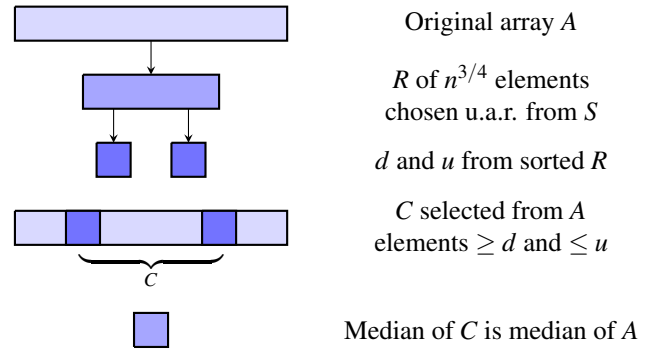 Original array A
R of n^{3/4} elements
chosen u.a.r. from S
d and u from sorted R
C selected from A
elements ≥ d and ≤ u
C
Median of C is median of A